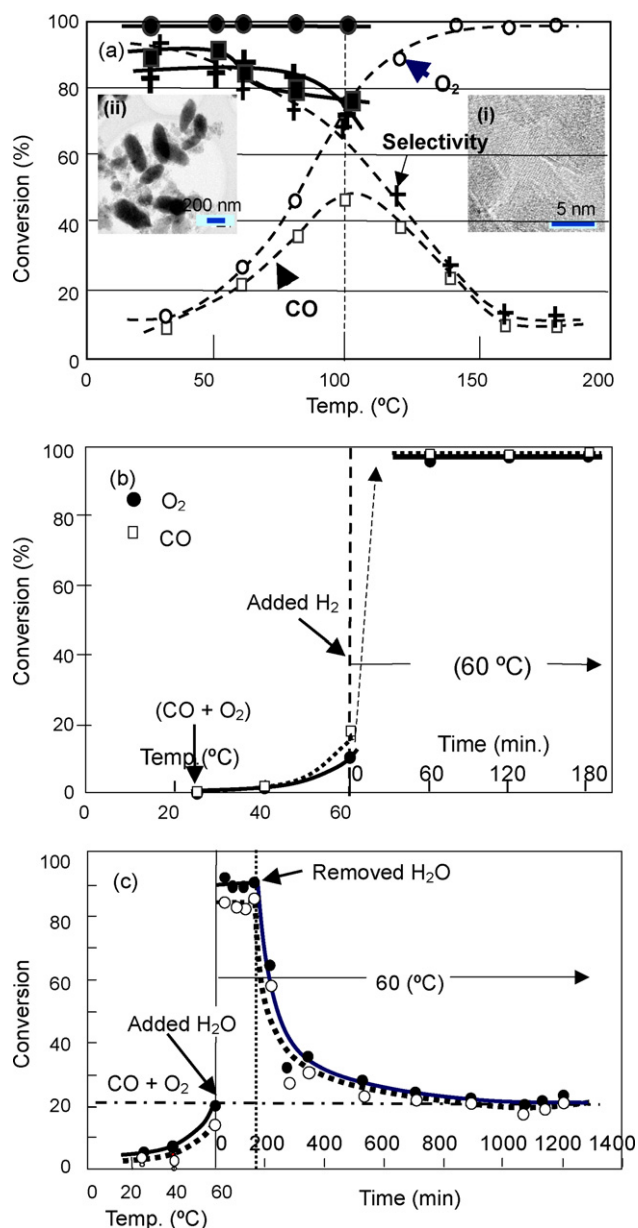 100
(a)
O2
80
(ii)
(i)
Selectivity
60
200 nm
5 nm
40
20
CO
0
Conversion (%)
0 50 100 150 200
Temp. (ºC)
100
(b)
O2
80
CO
60
Added H2
40
(60 ºC)
(CO + O2)
20
Temp.(ºC)
Time (min.)
0
Conversion (%)
0 60 120 180
0 20 40 60
100
(c)
Removed H2O
80
60
60 (ºC)
Added H2O
40
CO + O2
20
0
Conversion
0 200 400 600 800 1000 1200 1400
0 20 40 60
Temp. (ºC)
Time (min)